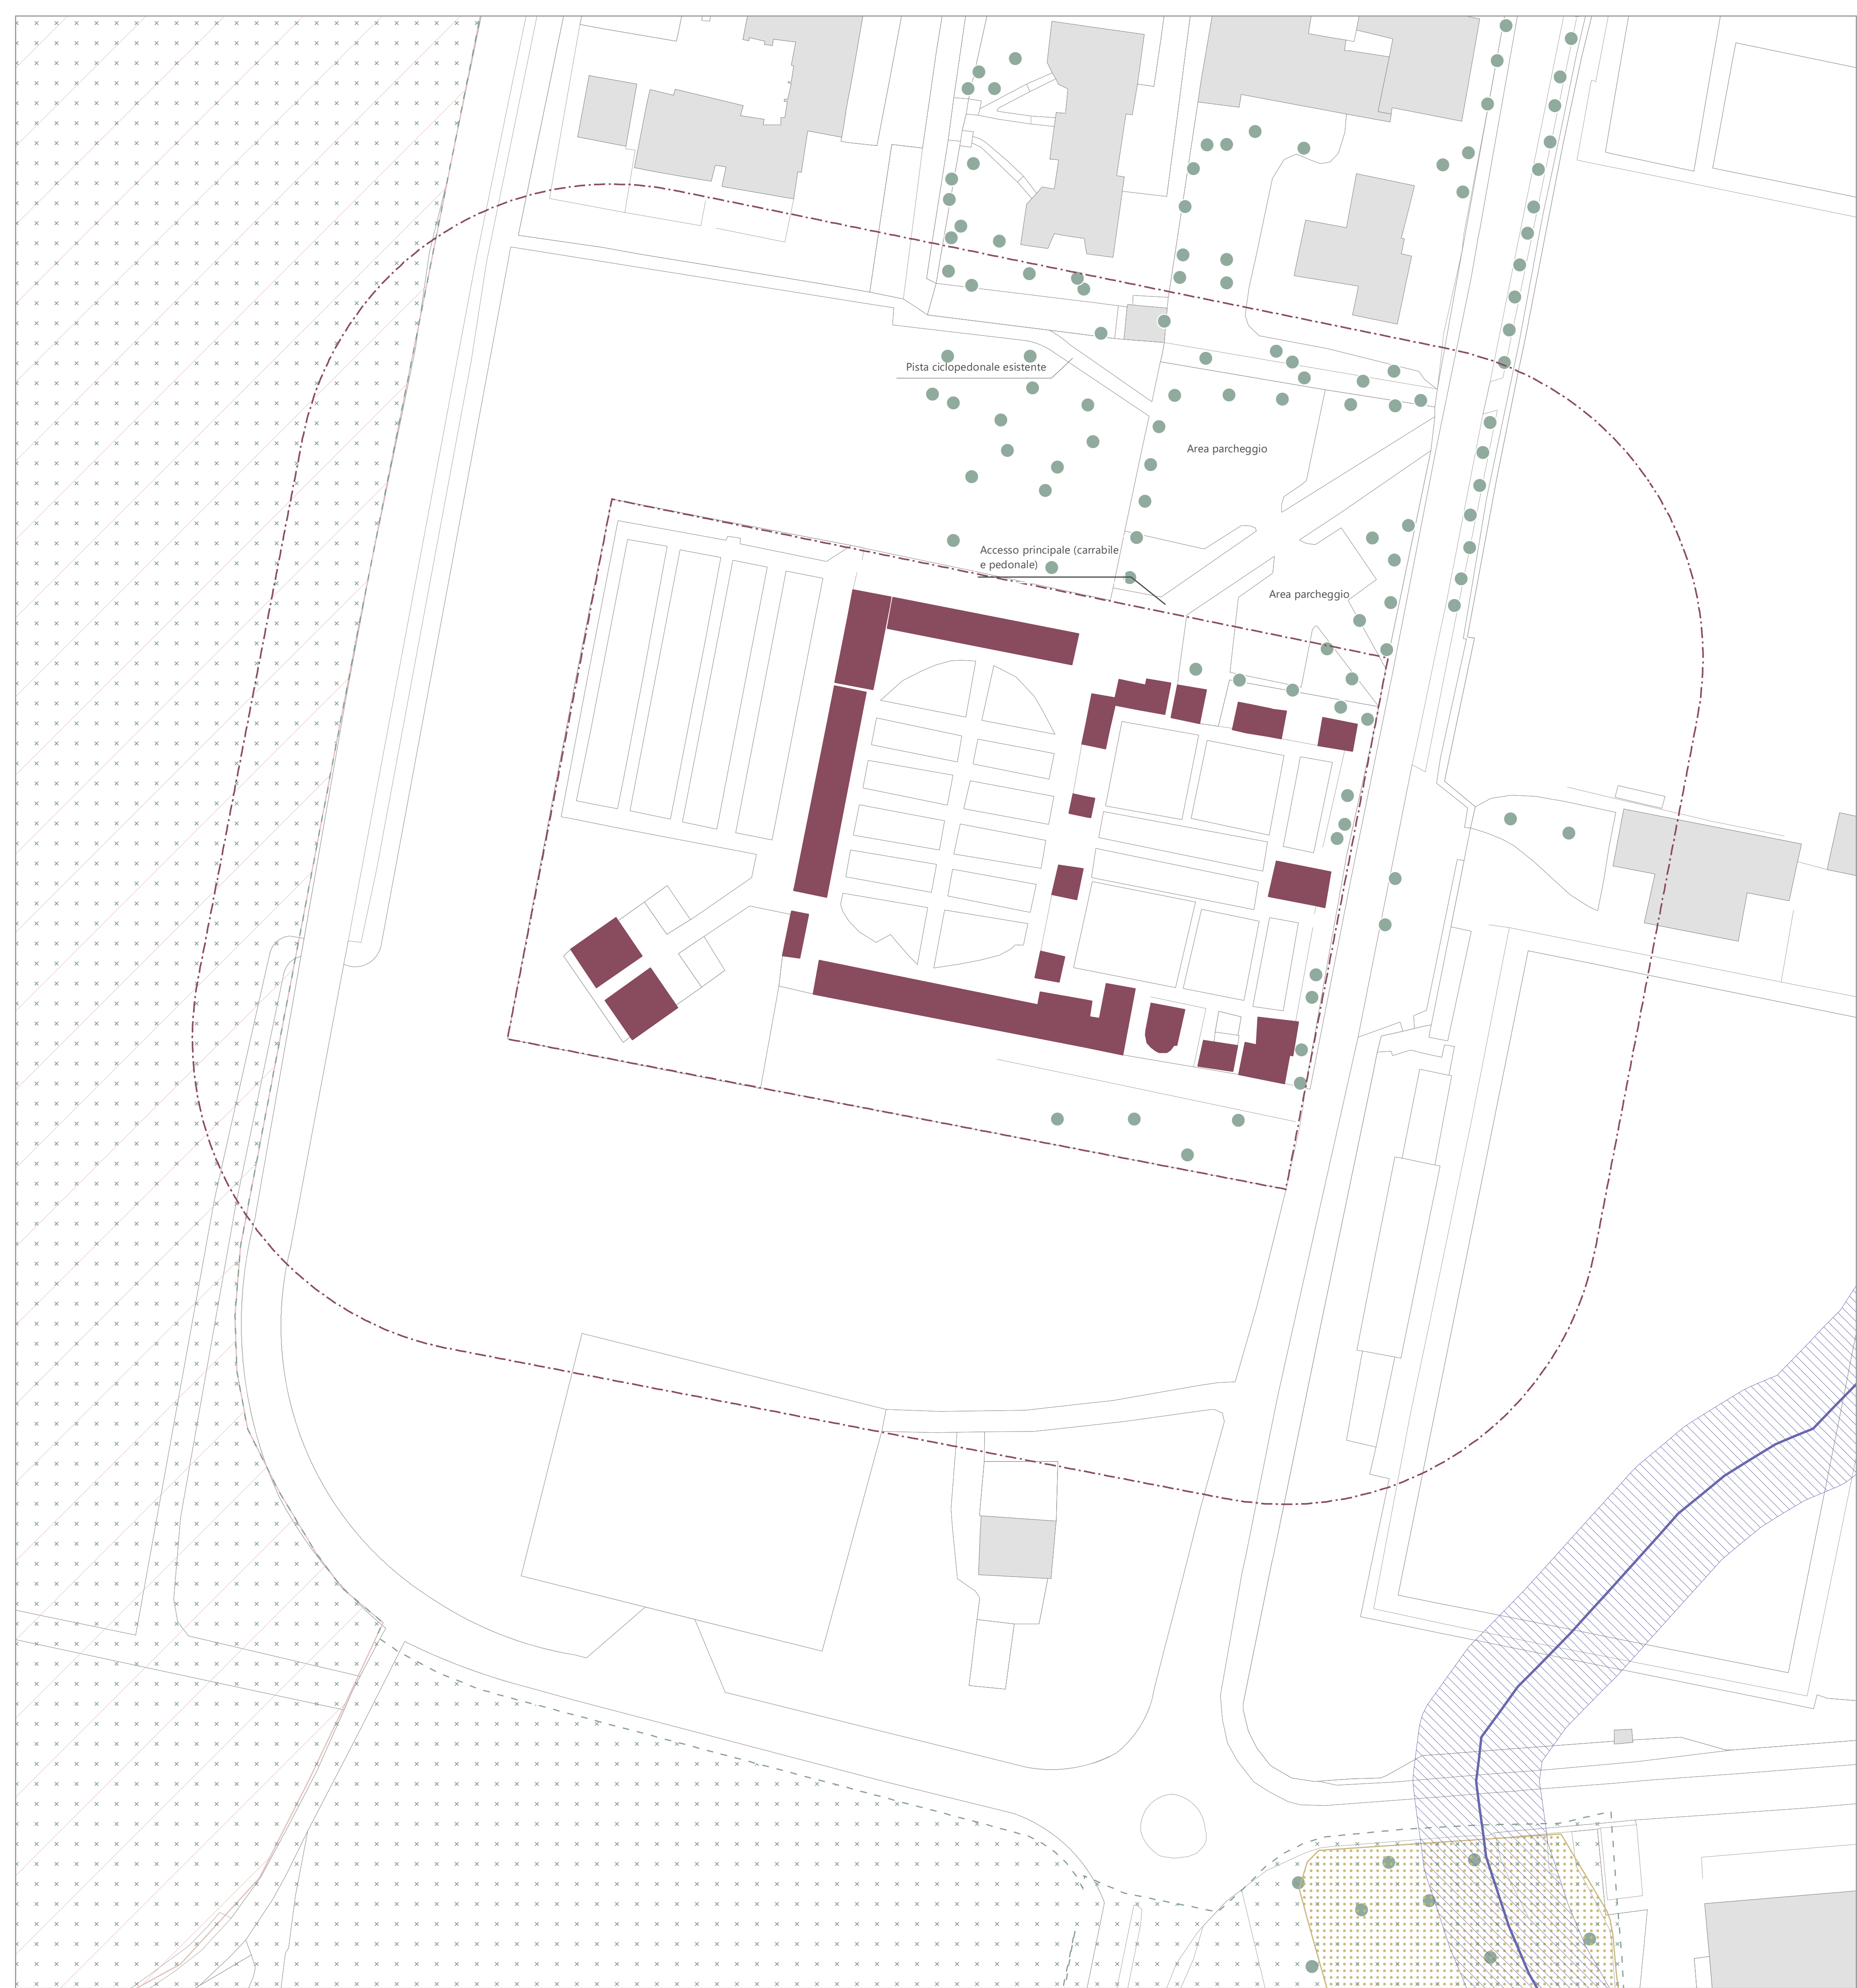 Pista ciclopedonale esistente
Area parcheggio
Accesso principale (carrabile
e pedonale)
Area parcheggio